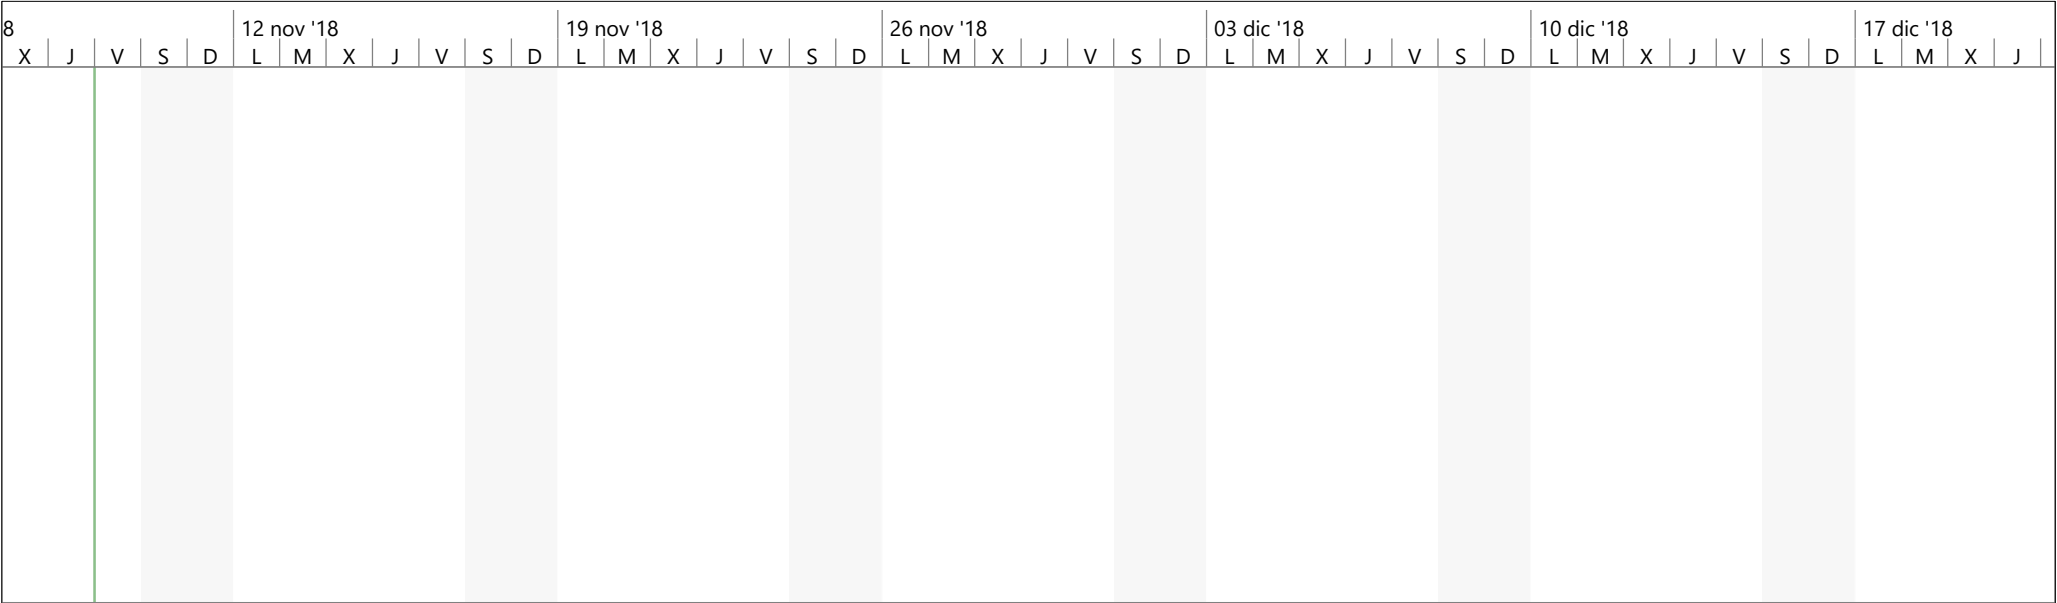 8 12 nov '18 19 nov '18 26 nov '18 03 dic '18 10 dic '18 17 dic '18
X J V S D L M X J V S D L M X J V S D L M X J V S D L M X J V S D L M X J V S D L M X J